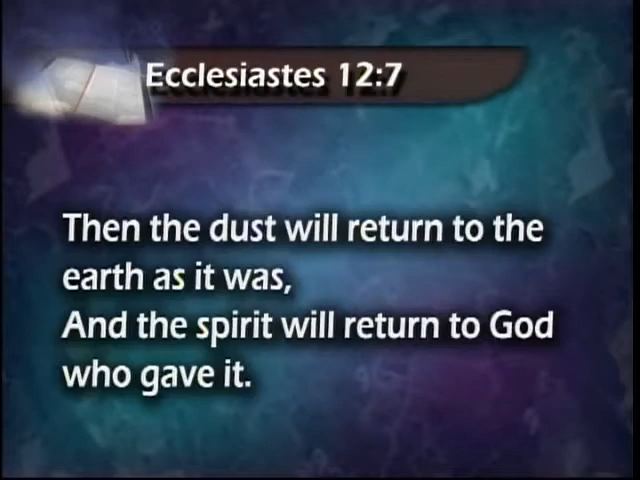 Ecclesiastes 12:7
Then the dust will return to the
earth as it was,
And the spirit will return to God
who gave it.